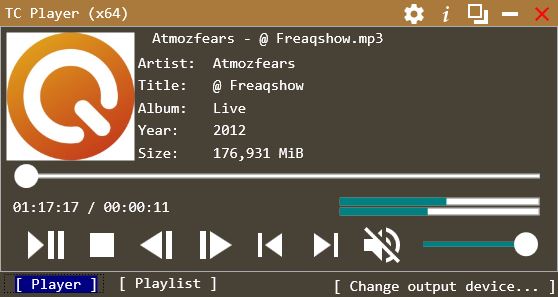 TC Player (x64)
Atmozfears - @ Freaqshow.mp3
Artist: Atmozfears
Title: @ Freaqshow
Album: Live
Year: 2012
Size: 176,931 MiB
01:17:17 / 00:00:11
[ Player ] [ Playlist ] [ Change output device... ]